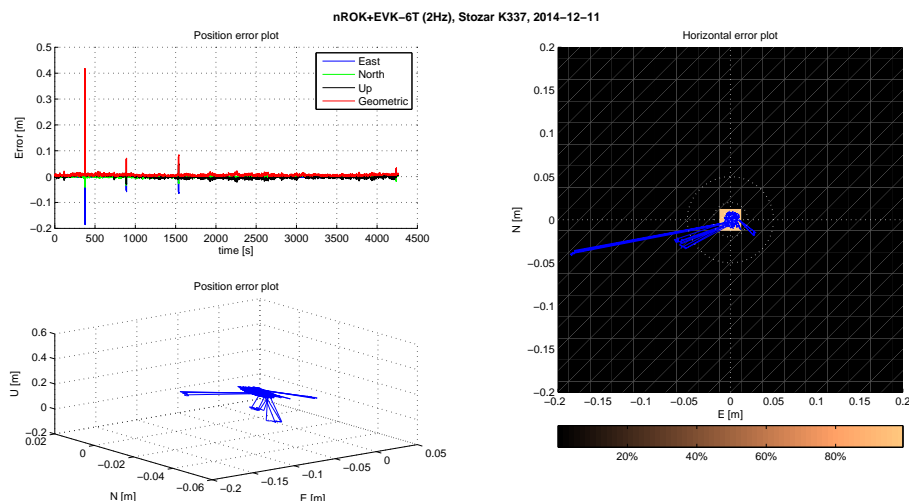 nROK+EVK−6T (2Hz), Stozar K337, 2014−12−11
Position error plot
0.5
0.4
0.3
0.2
0.1
0
−0.1
−0.2
Error [m]
0 500 1000 1500 2000 2500 3000 3500 4000 4500
time [s]
East
North
Up
Geometric
Horizontal error plot
0.2
0.15
0.1
0.05
0
−0.05
−0.1
−0.15
−0.2
N [m]
−0.2 −0.15 −0.1 −0.05 0 0.05 0.1 0.15 0.2
E [m]
20% 40% 60% 80%
Position error plot
0.6
0.4
0.2
0
−0.2
U [m]
0.02
0
−0.02
−0.04
−0.06
N [m]
−0.2
−0.15
−0.1
−0.05
0
0.05
E [m]